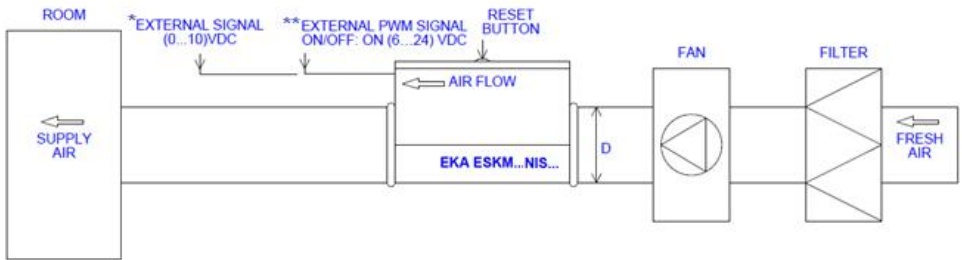 ROOM
*EXTERNAL SIGNAL
(0...10)VDC
**EXTERNAL PWM SIGNAL
ON/OFF: ON (6...24) VDC
RESET
BUTTON
FAN
FILTER
AIR FLOW
SUPPLY
AIR
D
FRESH
AIR
EKA ESKM...NIS...